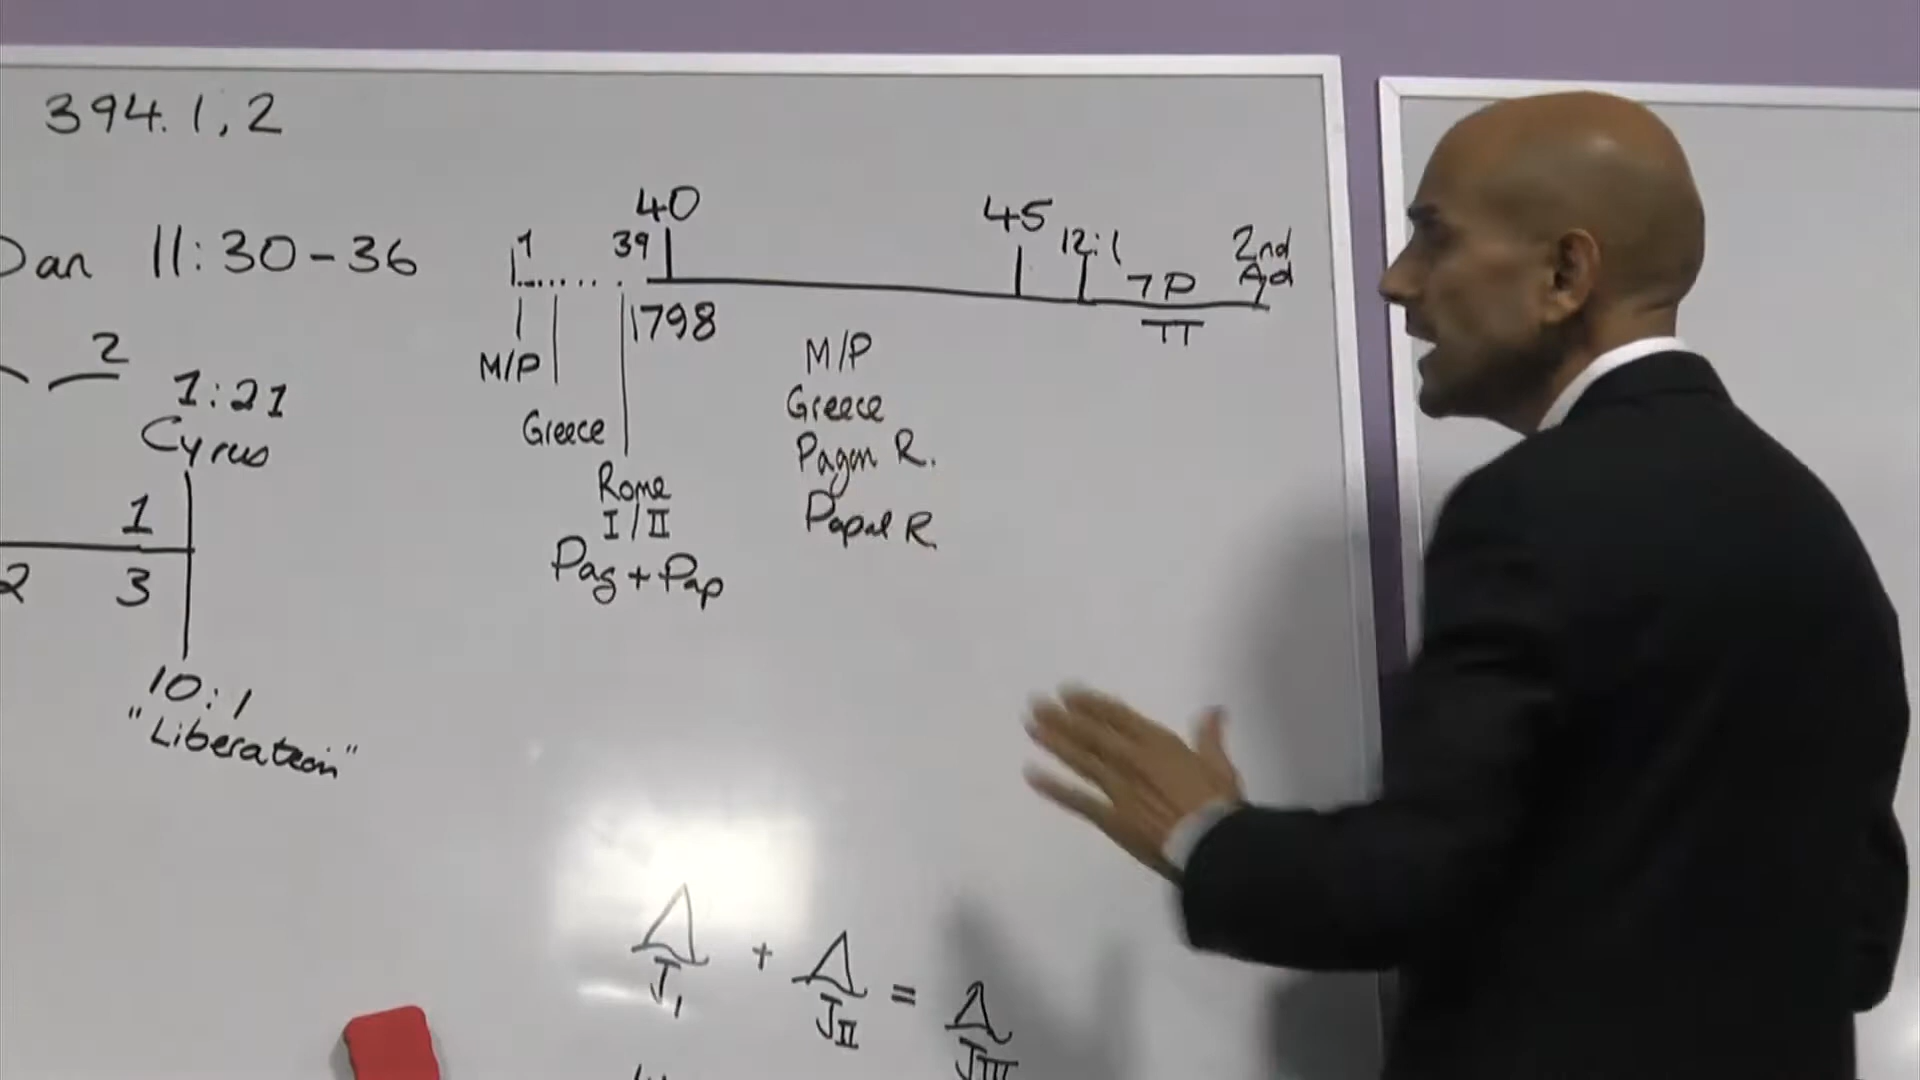 394.1,2
Dan 11:30-36
2
1:21
Cyrus
1
2 3
10:1
"Liberation"
40 45
1 39 12:1 2nd
7P Ad
1798 TT
M/P M/P
Greece Greece
Rome Pagan R.
I/II Papal R.
Pag + Pap
Δ + Δ = Δ
J1 JII JIII